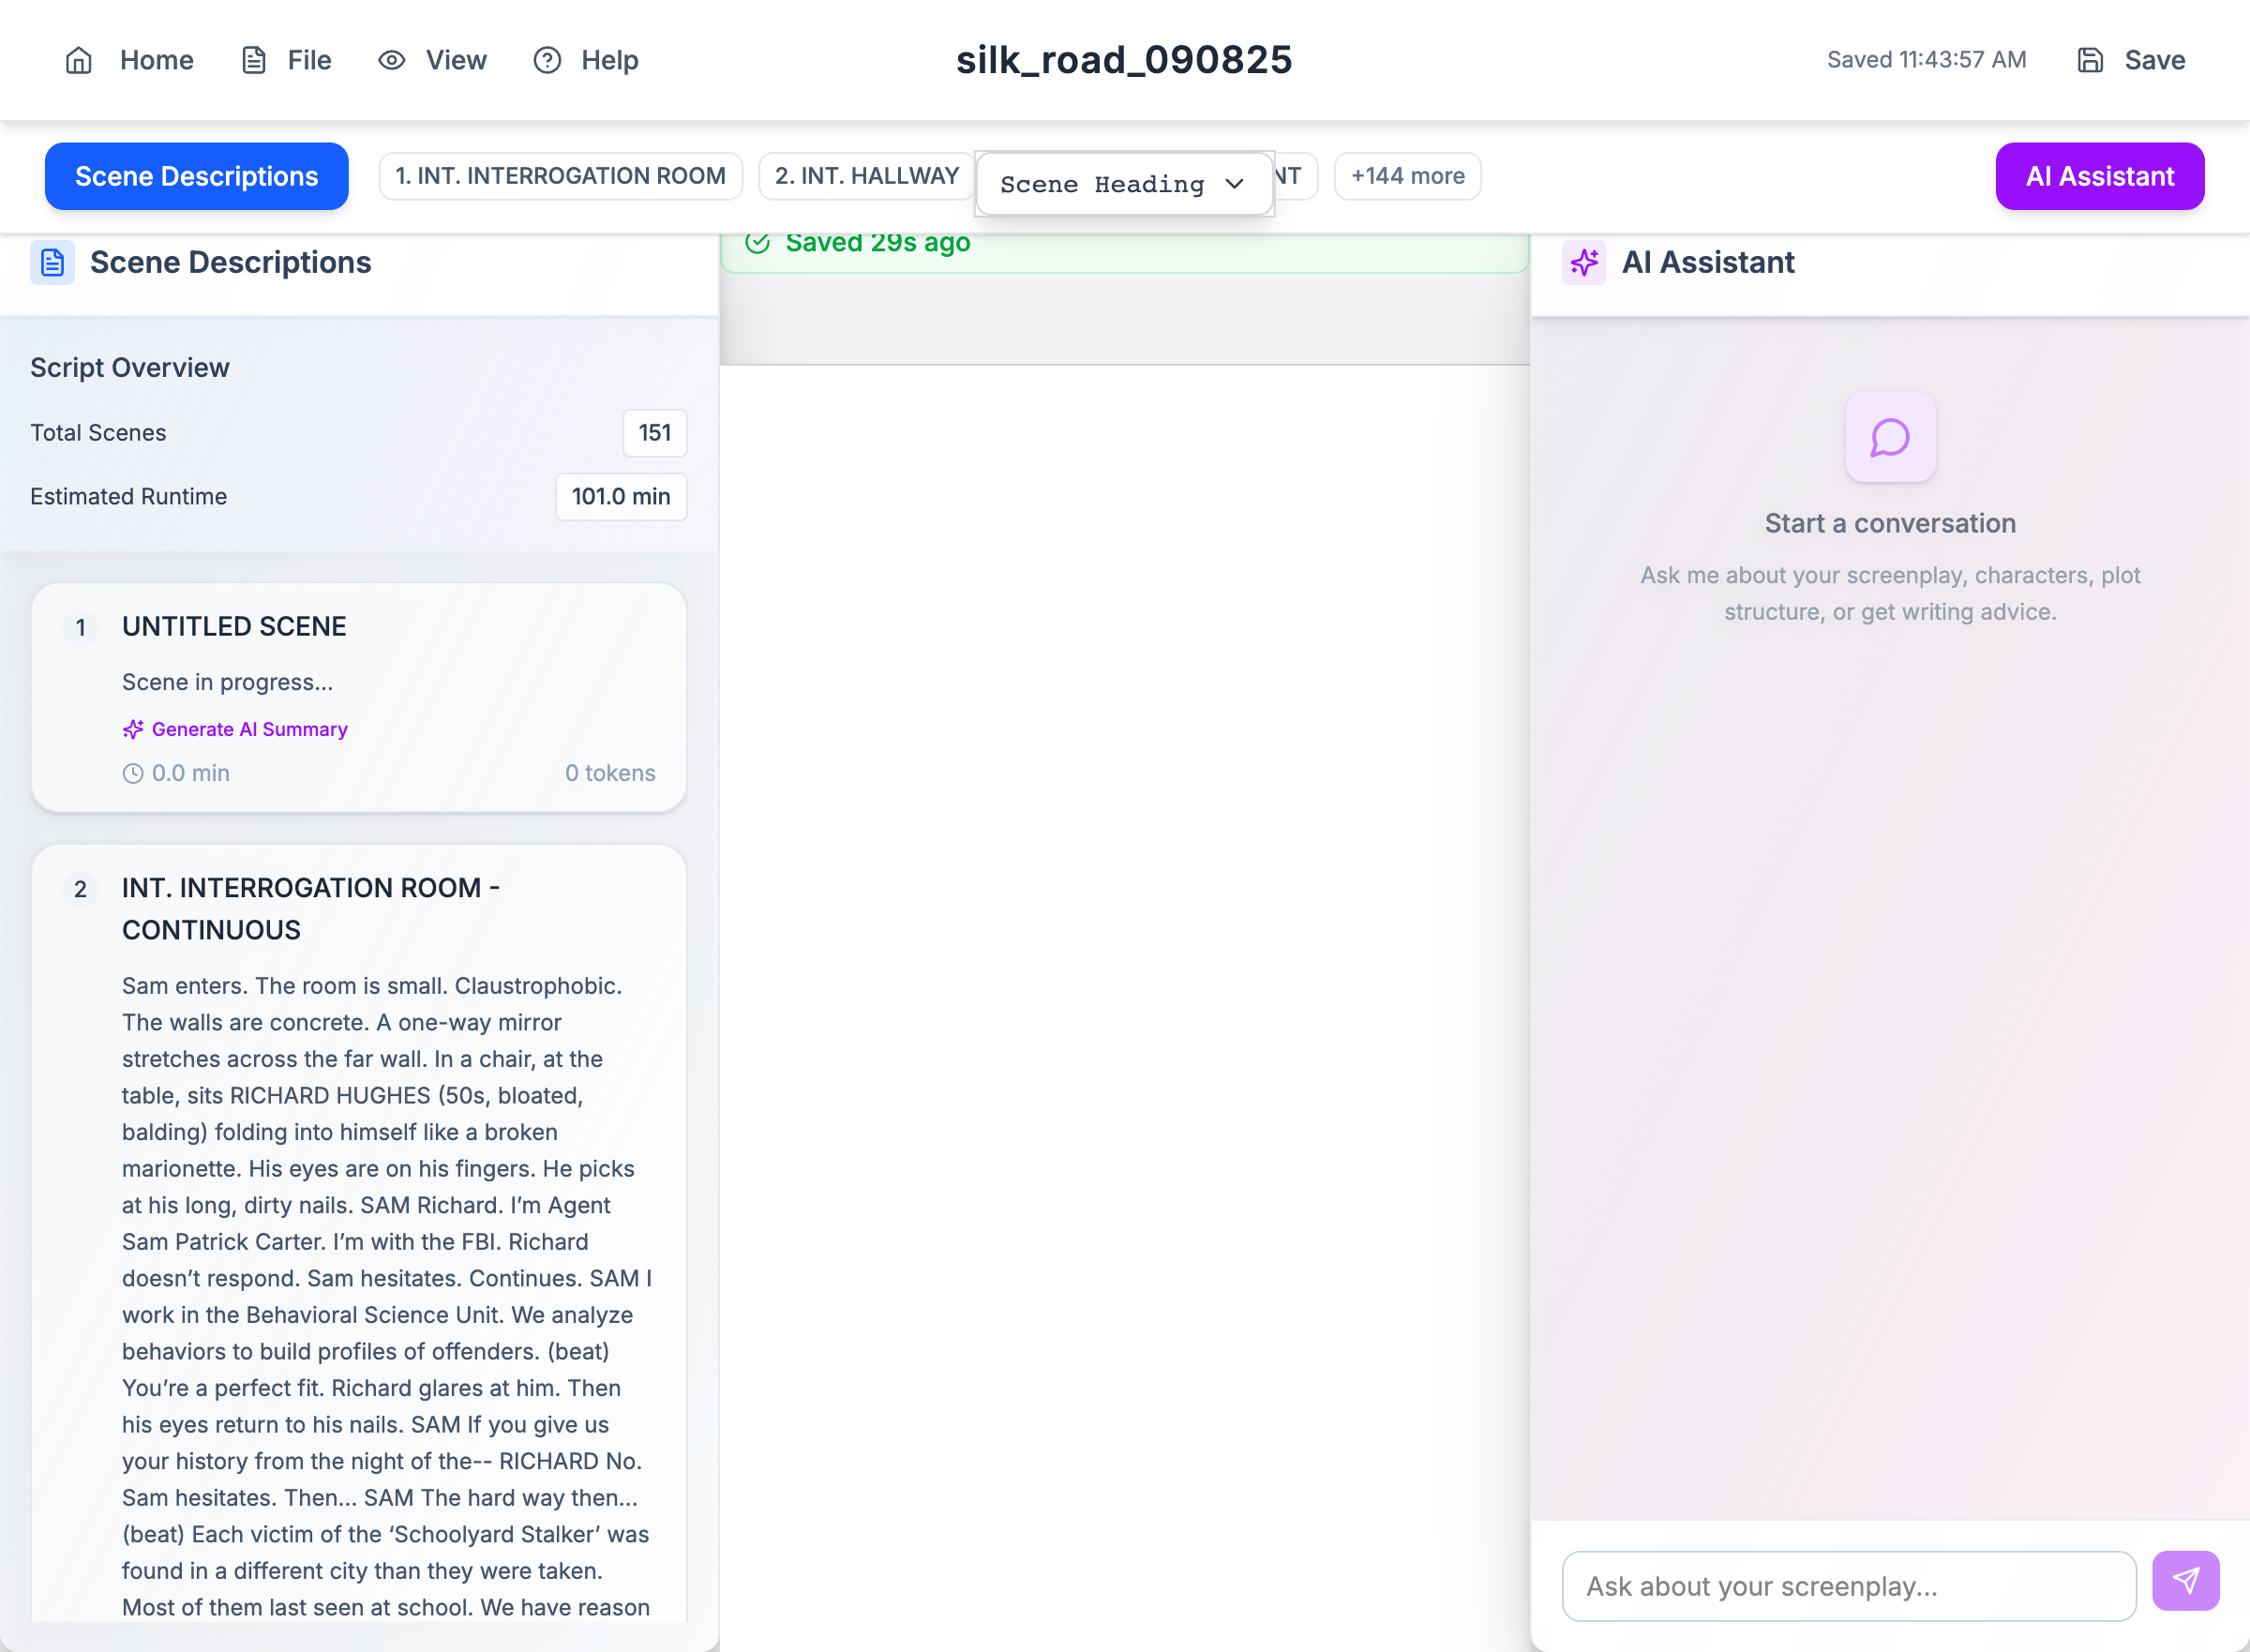 Home
File
View
Help
silk_road_090825
Saved 11:43:57 AM
Save
Scene Descriptions
1. INT. INTERROGATION ROOM
2. INT. HALLWAY
Scene Heading
NT
+144 more
AI Assistant
Scene Descriptions
Script Overview
Total Scenes
151
Estimated Runtime
101.0 min
1
UNTITLED SCENE
Scene in progress...
Generate AI Summary
0.0 min
0 tokens
2
INT. INTERROGATION ROOM -
CONTINUOUS
Sam enters. The room is small. Claustrophobic.
The walls are concrete. A one-way mirror
stretches across the far wall. In a chair, at the
table, sits RICHARD HUGHES (50s, bloated,
balding) folding into himself like a broken
marionette. His eyes are on his fingers. He picks
at his long, dirty nails. SAM Richard. I’m Agent
Sam Patrick Carter. I’m with the FBI. Richard
doesn’t respond. Sam hesitates. Continues. SAM I
work in the Behavioral Science Unit. We analyze
behaviors to build profiles of offenders. (beat)
You’re a perfect fit. Richard glares at him. Then
his eyes return to his nails. SAM If you give us
your history from the night of the-- RICHARD No.
Sam hesitates. Then... SAM The hard way then...
(beat) Each victim of the ‘Schoolyard Stalker’ was
found in a different city than they were taken.
Most of them last seen at school. We have reason
Saved 29s ago
AI Assistant
Start a conversation
Ask me about your screenplay, characters, plot
structure, or get writing advice.
Ask about your screenplay...